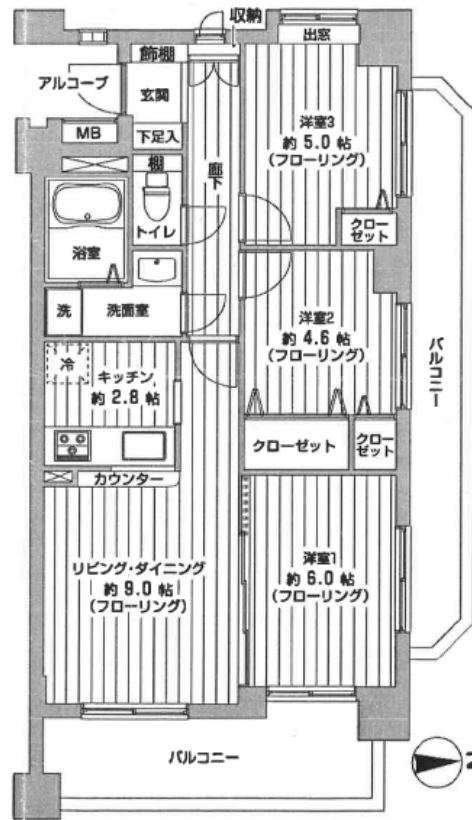 収納
飾棚
出窓
アルコーブ
玄関
MB
下足入
洋室3
約 5.0 帖
(フローリング)
棚
廊下
トイレ
クロー
ゼット
浴室
洗
洗面室
洋室2
約 4.6 帖
(フローリング)
バルコニー
冷
キッチン
約 2.8 帖
クローゼット
クロー
ゼット
カウンター
リビング・ダイニング
約 9.0 帖
(フローリング)
洋室1
約 6.0 帖
(フローリング)
バルコニー